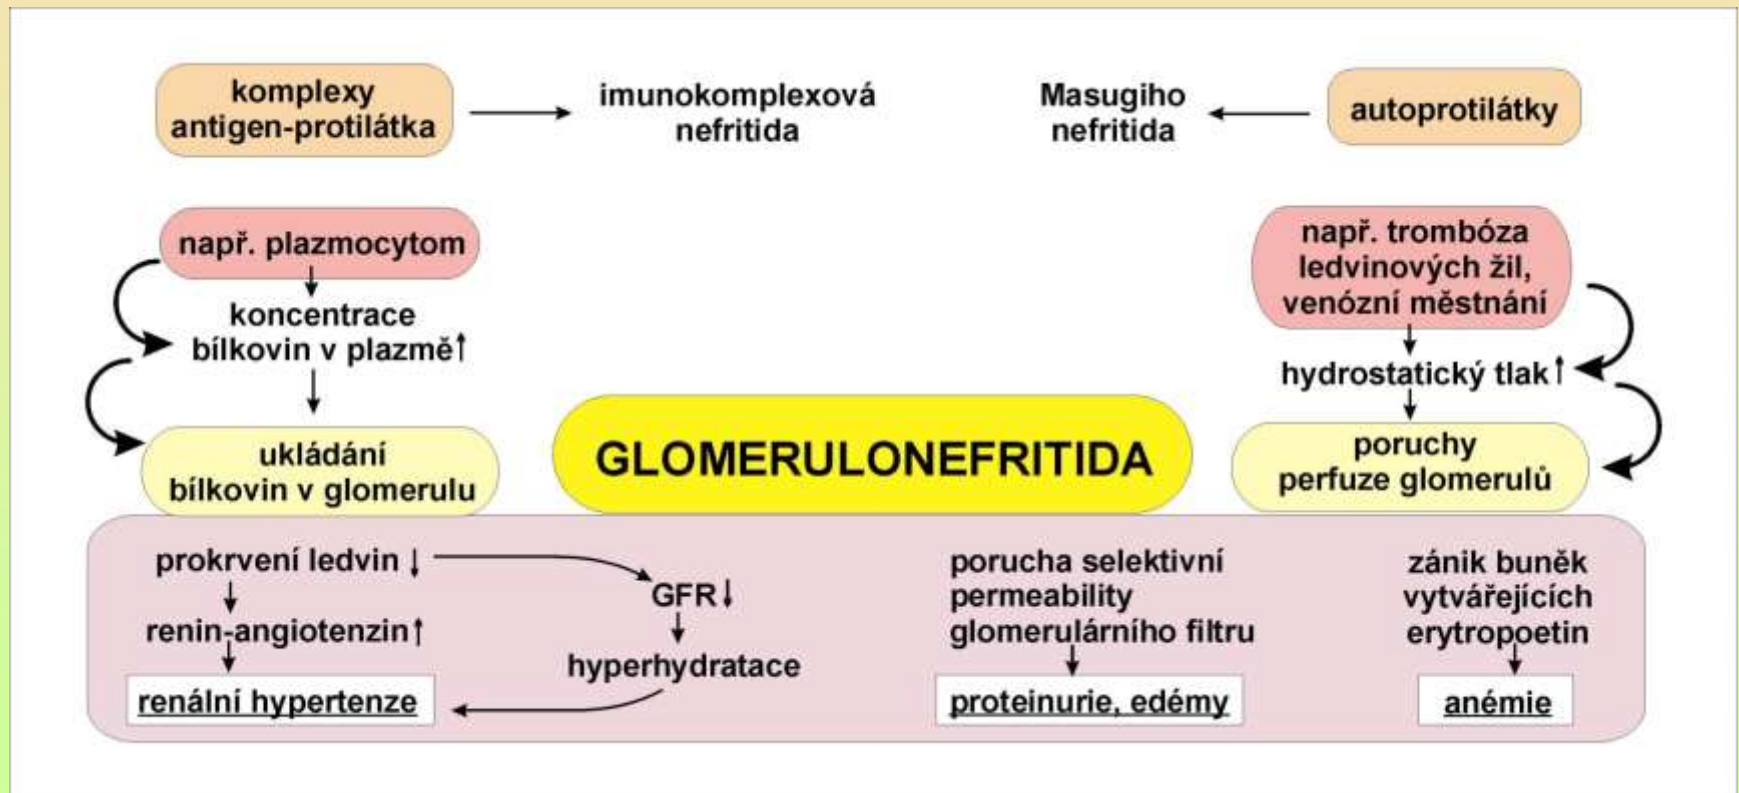 komplexy
antigen-protilátka
imunokomplexová
nefritida
Masugiho
nefritida
autoprotilátky
např. plazmocytom
koncentrace
bílkovin v plazmě↑
ukládání
bílkovin v glomerulu
např. trombóza
ledvinových žil,
venózní městnání
hydrostatický tlak↑
poruchy
perfuze glomerulů
GLOMERULONEFRITIDA
prokrvení ledvin ↓
renin-angiotenzin↑
renální hypertenze
GFR↓
hyperhydratace
porucha selektivní
permeability
glomerulárního filtru
proteinurie, edémy
zánik buněk
vytvářejících
erytropoetin
anémie